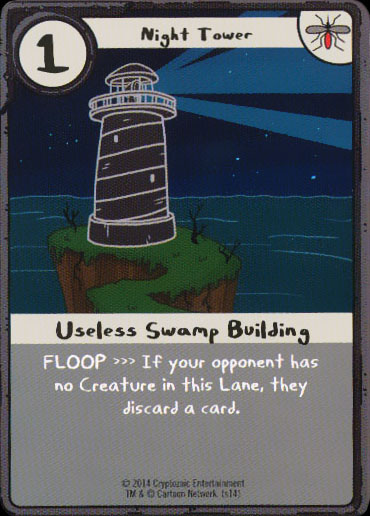 1
Night Tower
Useless Swamp Building
FLOOP >>> If your opponent has
no Creature in this Lane, they
discard a card.
© 2014 Cryptozoic Entertainment
TM & © Cartoon Network. (s14)